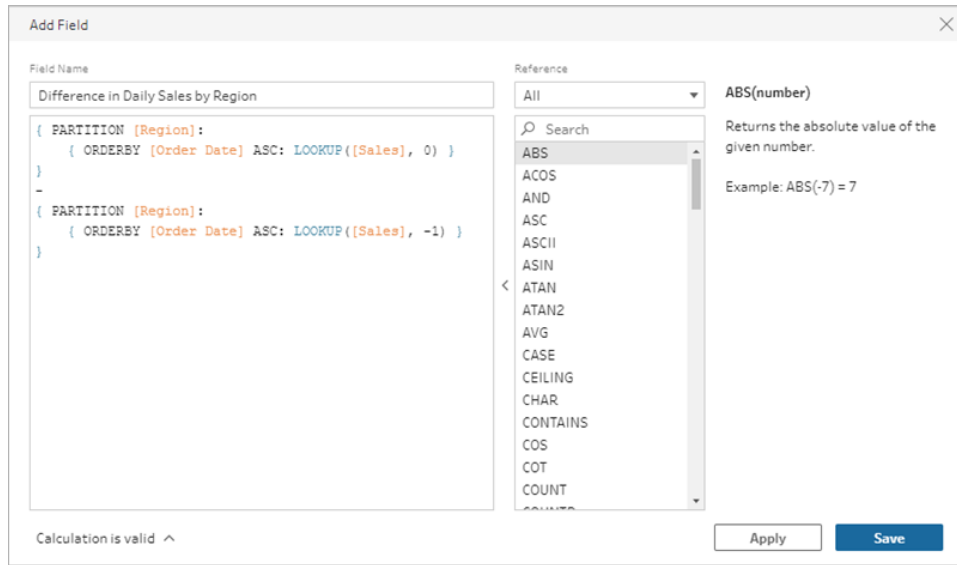 Add Field
Field Name
Difference in Daily Sales by Region
{ PARTITION [Region]:
{ ORDERBY [Order Date] ASC: LOOKUP([Sales], 0) }
}
-
{ PARTITION [Region]:
{ ORDERBY [Order Date] ASC: LOOKUP([Sales], -1) }
}
Reference
All
Search
ABS
ACOS
AND
ASC
ASCII
ASIN
ATAN
ATAN2
AVG
CASE
CEILING
CHAR
CONTAINS
COS
COT
COUNT
ABS(number)
Returns the absolute value of the
given number.
Example: ABS(-7) = 7
Calculation is valid
Apply
Save